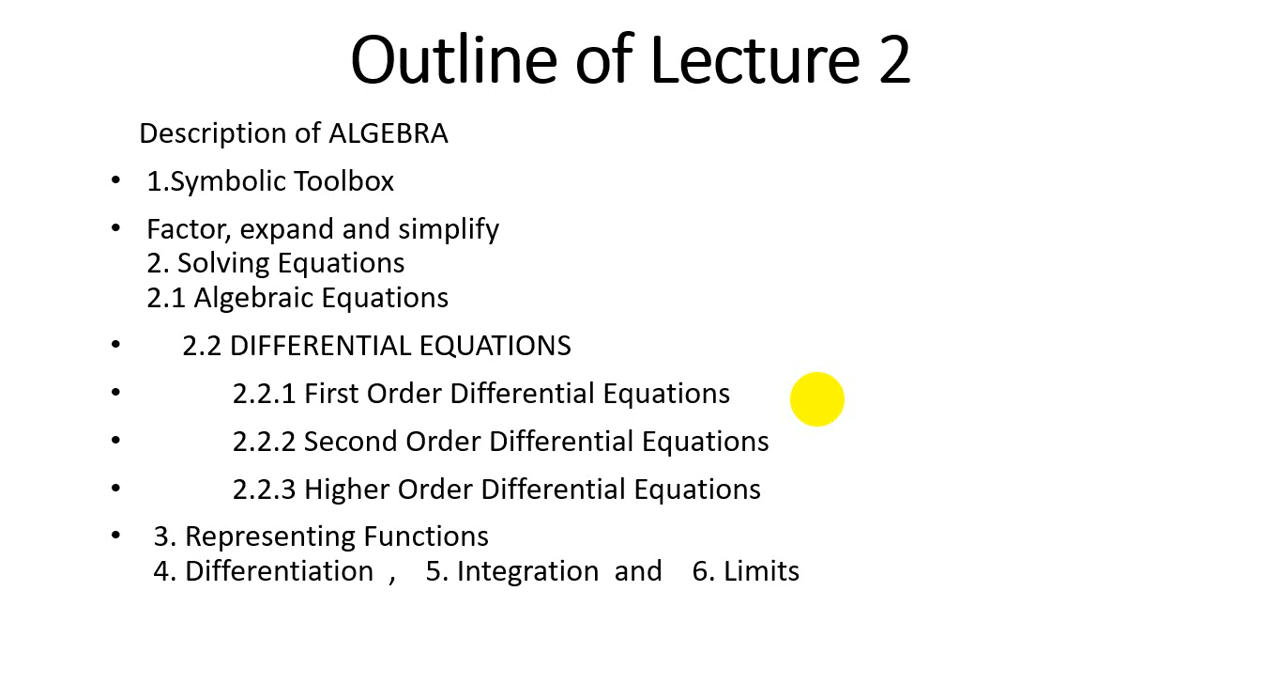 Outline of Lecture 2
Description of ALGEBRA
• 1.Symbolic Toolbox
• Factor, expand and simplify
2. Solving Equations
2.1 Algebraic Equations
• 2.2 DIFFERENTIAL EQUATIONS
• 2.2.1 First Order Differential Equations
• 2.2.2 Second Order Differential Equations
• 2.2.3 Higher Order Differential Equations
• 3. Representing Functions
4. Differentiation , 5. Integration and 6. Limits